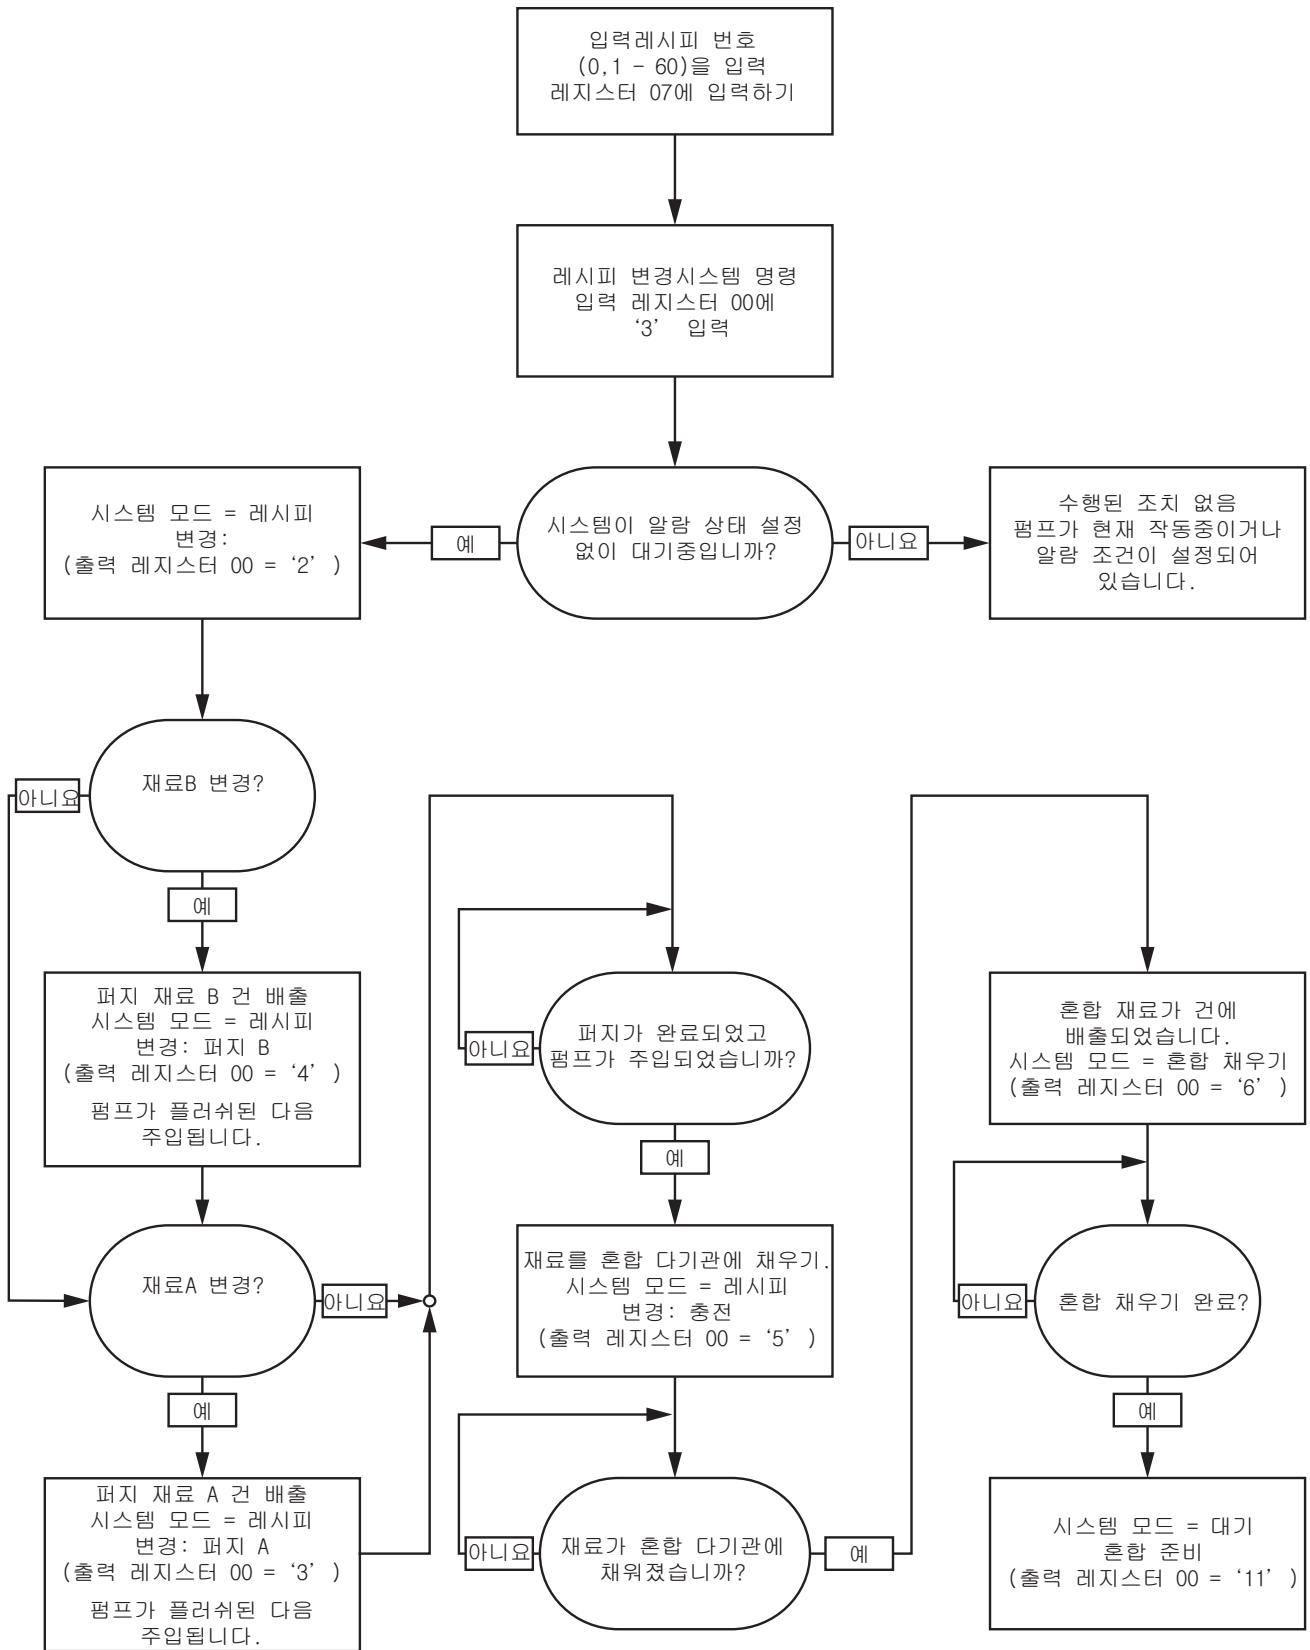 입력레시피 번호
(0,1 - 60)을 입력
레지스터 07에 입력하기
레시피 변경시스템 명령
입력 레지스터 00에
‘3’ 입력
시스템이 알람 상태 설정
없이 대기중입니까?
예
아니요
시스템 모드 = 레시피
변경:
(출력 레지스터 00 = ‘2’ )
수행된 조치 없음
펌프가 현재 작동중이거나
알람 조건이 설정되어
있습니다.
재료B 변경?
아니요
예
퍼지 재료 B 건 배출
시스템 모드 = 레시피
변경: 퍼지 B
(출력 레지스터 00 = ‘4’ )
펌프가 플러쉬된 다음
주입됩니다.
재료A 변경?
아니요
예
퍼지 재료 A 건 배출
시스템 모드 = 레시피
변경: 퍼지 A
(출력 레지스터 00 = ‘3’ )
펌프가 플러쉬된 다음
주입됩니다.
퍼지가 완료되었고
펌프가 주입되었습니까?
아니요
예
재료를 혼합 다기관에 채우기.
시스템 모드 = 레시피
변경: 충전
(출력 레지스터 00 = ‘5’ )
재료가 혼합 다기관에
채워졌습니까?
아니요
예
혼합 재료가 건에
배출되었습니다.
시스템 모드 = 혼합 채우기
(출력 레지스터 00 = ‘6’ )
혼합 채우기 완료?
아니요
예
시스템 모드 = 대기
혼합 준비
(출력 레지스터 00 = ‘11’ )